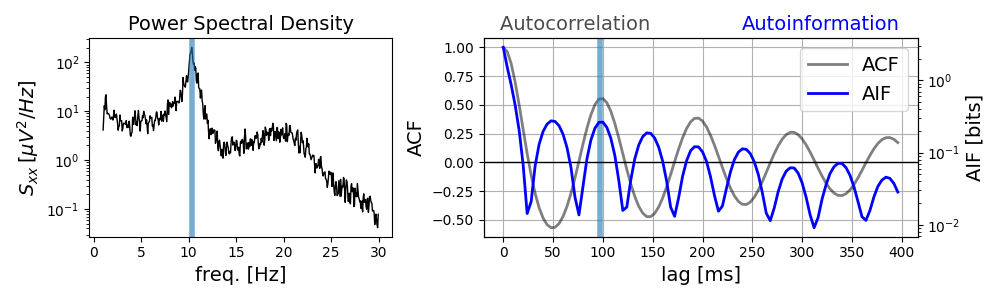 Power Spectral Density
10²
10¹
10⁰
10⁻¹
Sₓₓ [μV²/Hz]
0 5 10 15 20 25 30
freq. [Hz]
Autocorrelation Autoinformation
1.00
0.75
0.50
0.25
0.00
−0.25
−0.50
ACF
ACF
AIF
10⁰
10⁻¹
10⁻²
AIF [bits]
0 50 100 150 200 250 300 350 400
lag [ms]